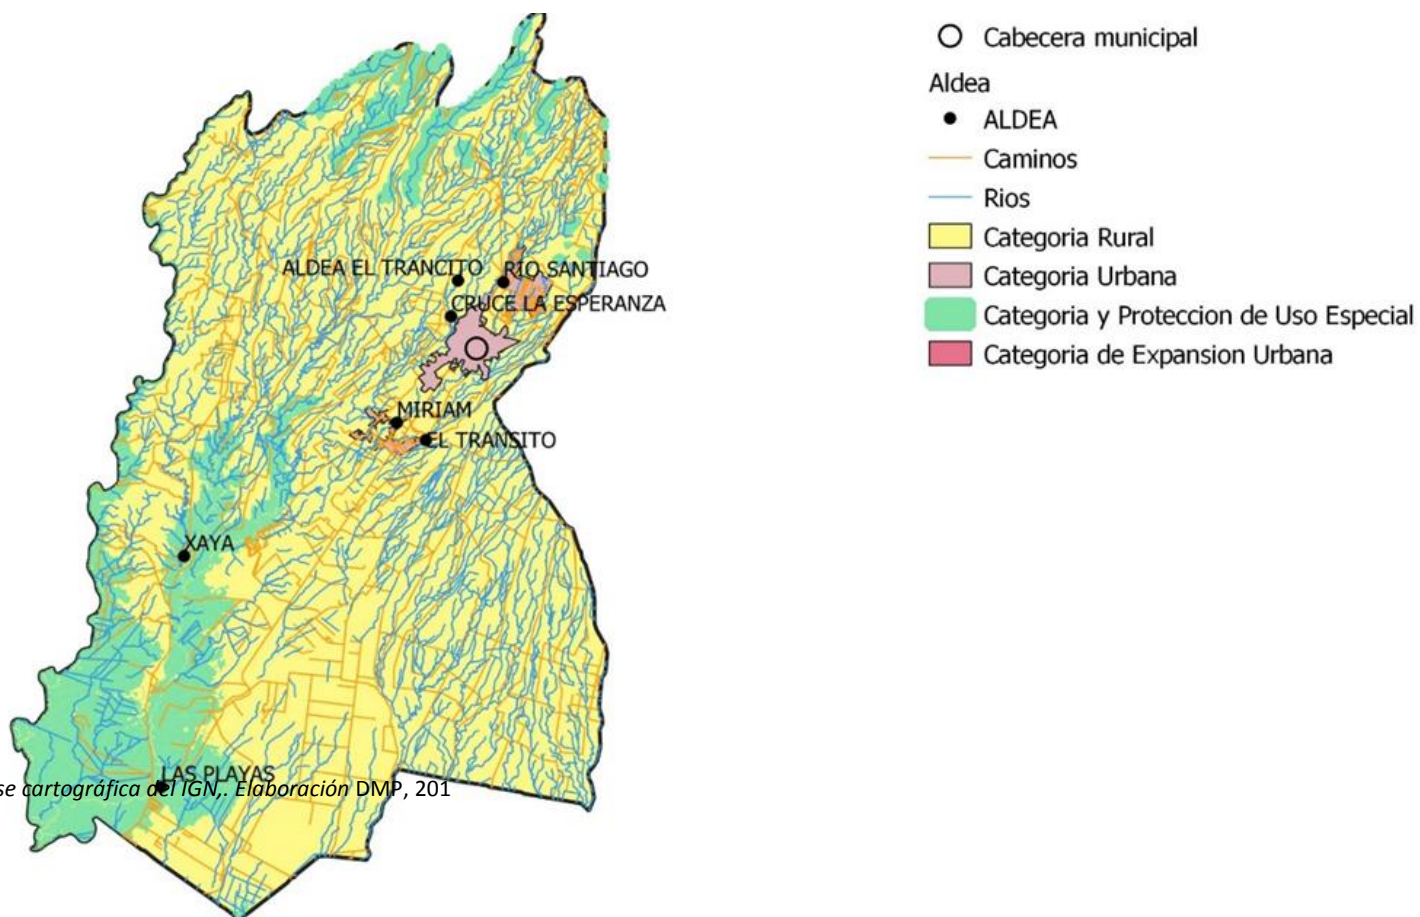 Cabecera municipal
Aldea
ALDEA
Caminos
Rios
Categoria Rural
Categoria Urbana
Categoria y Proteccion de Uso Especial
Categoria de Expansion Urbana
ALDEA EL TRANCITO
RIO SANTIAGO
CRUCE LA ESPERANZA
MIRIAM
EL TRANSITO
XAYA
LAS PLAYAS
se cartográfica del IGN,. Elaboración DMP, 201